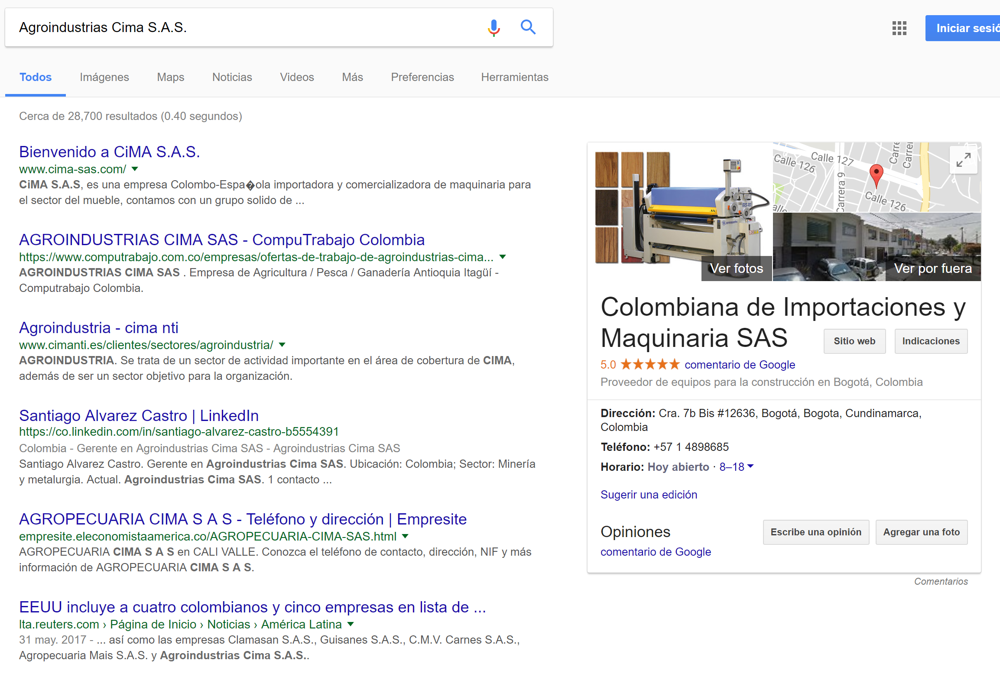 Agroindustrias Cima S.A.S.
Iniciar sesió
Todos
Imágenes
Maps
Noticias
Videos
Más
Preferencias
Herramientas
Cerca de 28,700 resultados (0.40 segundos)
Bienvenido a CiMA S.A.S.
www.cima-sas.com/
CiMA S.A.S, es una empresa Colombo-Espa�ola importadora y comercializadora de maquinaria para
el sector del mueble, contamos con un grupo solido de ...
AGROINDUSTRIAS CIMA SAS - CompuTrabajo Colombia
https://www.computrabajo.com.co/empresas/ofertas-de-trabajo-de-agroindustrias-cima...
AGROINDUSTRIAS CIMA SAS . Empresa de Agricultura / Pesca / Ganadería Antioquia Itagüí -
Computrabajo Colombia.
Agroindustria - cima nti
www.cimanti.es/clientes/sectores/agroindustria/
AGROINDUSTRIA. Se trata de un sector de actividad importante en el área de cobertura de CIMA,
además de ser un sector objetivo para la organización.
Santiago Alvarez Castro | LinkedIn
https://co.linkedin.com/in/santiago-alvarez-castro-b5554391
Colombia - Gerente en Agroindustrias Cima SAS - Agroindustrias Cima SAS
Santiago Alvarez Castro. Gerente en Agroindustrias Cima SAS. Ubicación: Colombia; Sector: Minería
y metalurgia. Actual. Agroindustrias Cima SAS. 1 contacto ...
AGROPECUARIA CIMA S A S - Teléfono y dirección | Empresite
empresite.eleconomistaamerica.co/AGROPECUARIA-CIMA-SAS.html
AGROPECUARIA CIMA S A S en CALI VALLE. Conozca el teléfono de contacto, dirección, NIF y más
información de AGROPECUARIA CIMA S A S.
EEUU incluye a cuatro colombianos y cinco empresas en lista de ...
lta.reuters.com › Página de Inicio › Noticias › América Latina
31 may. 2017 - ... así como las empresas Clamasan S.A.S., Guisanes S.A.S., C.M.V. Carnes S.A.S.,
Agropecuaria Mais S.A.S. y Agroindustrias Cima S.A.S..
Calle 126
Calle 127
Carre
Carrei
Carrera 9
Calle 126
alle
BARBERÁN
Ver fotos
Ver por fuera
Colombiana de Importaciones y
Maquinaria SAS
Sitio web
Indicaciones
5.0 ★★★★★ comentario de Google
Proveedor de equipos para la construcción en Bogotá, Colombia
Dirección: Cra. 7b Bis #12636, Bogotá, Bogota, Cundinamarca,
Colombia
Teléfono: +57 1 4898685
Horario: Hoy abierto · 8–18
Sugerir una edición
Opiniones
Escribe una opinión
Agregar una foto
comentario de Google
Comentarios